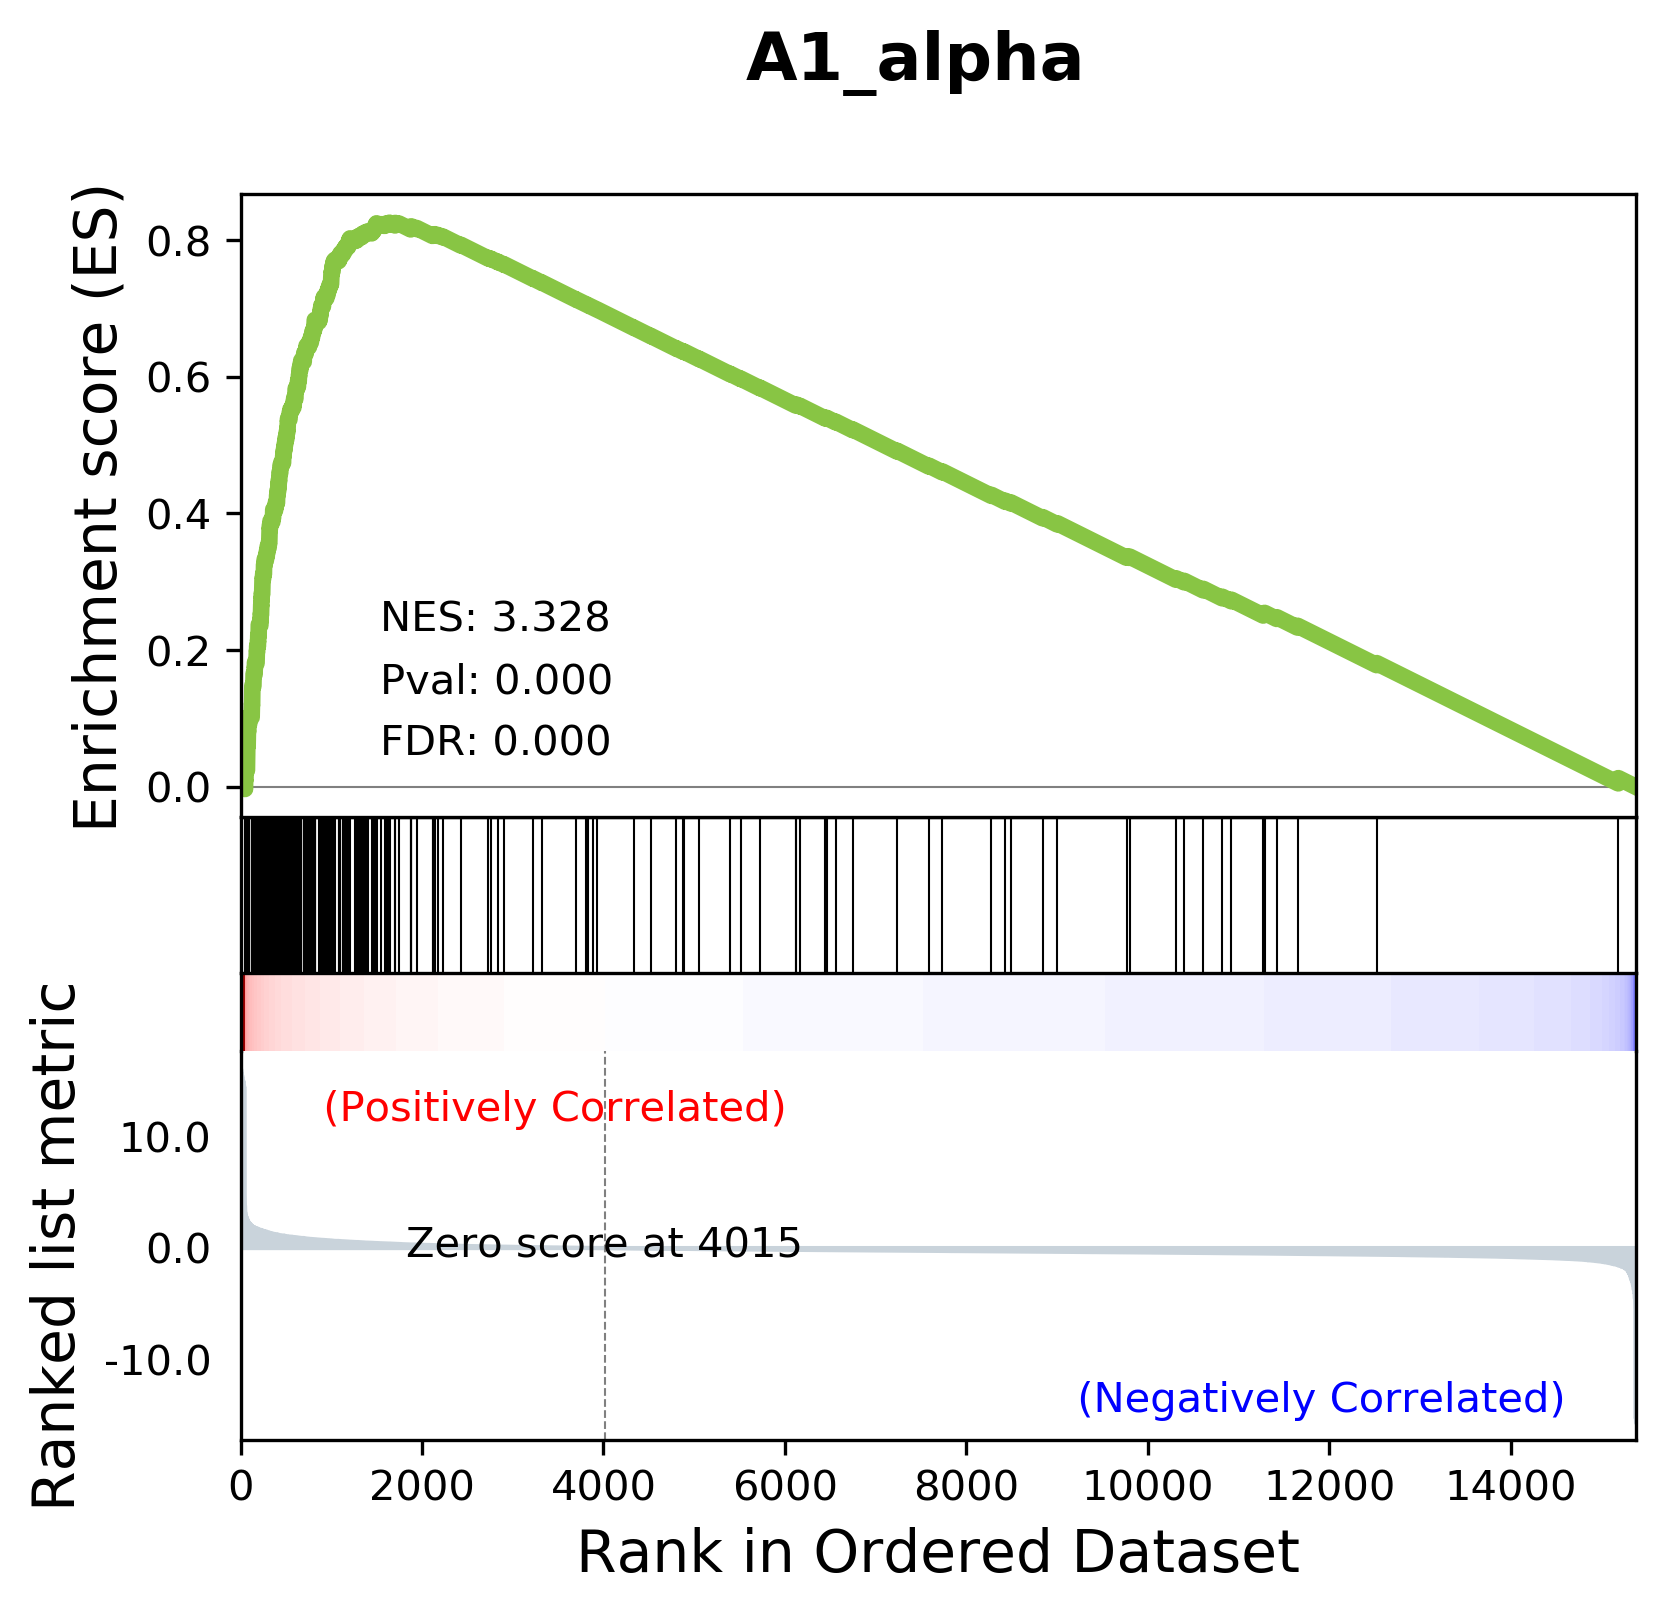 A1_alpha
Enrichment score (ES)
0.8
0.6
0.4
0.2
0.0
NES: 3.328
Pval: 0.000
FDR: 0.000
Ranked list metric
(Positively Correlated)
10.0
Zero score at 4015
0.0
-10.0
(Negatively Correlated)
0 2000 4000 6000 8000 10000 12000 14000
Rank in Ordered Dataset